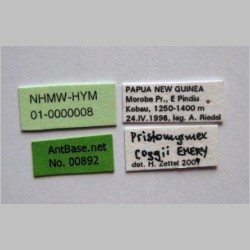 NHMW-HYM
01-0000008
PAPUA NEW GUINEA
Morobe Pr., E Pindiu
Kobau, 1250-1400 m
24.IV.1998, leg. A. Riedel
AntBase.net
No. 00892
Pristomyrmex
coggii EMERY
det. H. Zettel 2009